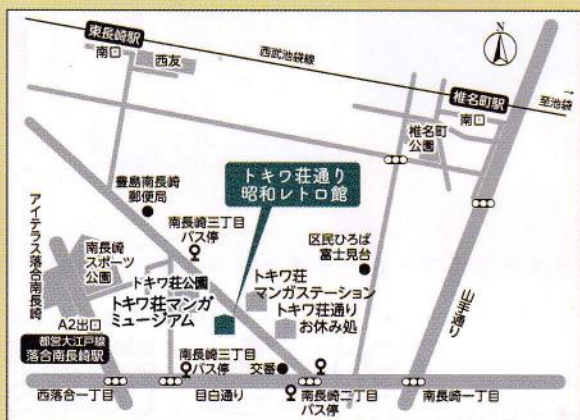 東長崎駅
南口
西友
西武池袋線
N
椎名町駅
南口
→
至池袋
椎名町
公園
トキワ荘通り
昭和レトロ館
豊島南長崎
郵便局
南長崎三丁目
バス停
アイテラス落合南長崎
南長崎
スポーツ
公園
トキワ荘公園
トキワ荘マンガ
ミュージアム
区民ひろば
富士見台
トキワ荘
マンガステーション
トキワ荘通り
お休み処
山手通り
A2出口
都営大江戸線
落合南長崎駅
南長崎三丁目
バス停
交番
西落合一丁目
目白通り
南長崎二丁目
バス停
南長崎一丁目